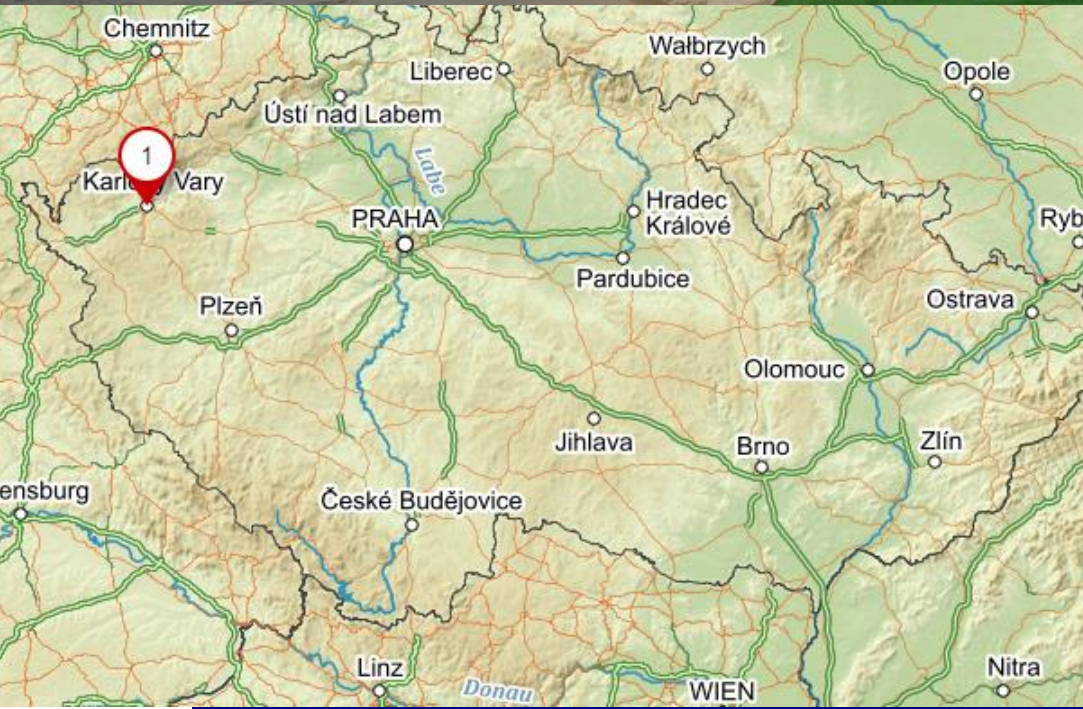 Chemnitz
Wałbrzych
Liberec
Opole
Ústí nad Labem
1
Labe
Karlovy Vary
Hradec
Králové
PRAHA
Ryb
Pardubice
Plzeň
Ostrava
Olomouc
Jihlava
Brno
Zlín
ensburg
České Budějovice
Linz
Donau
WIEN
Nitra